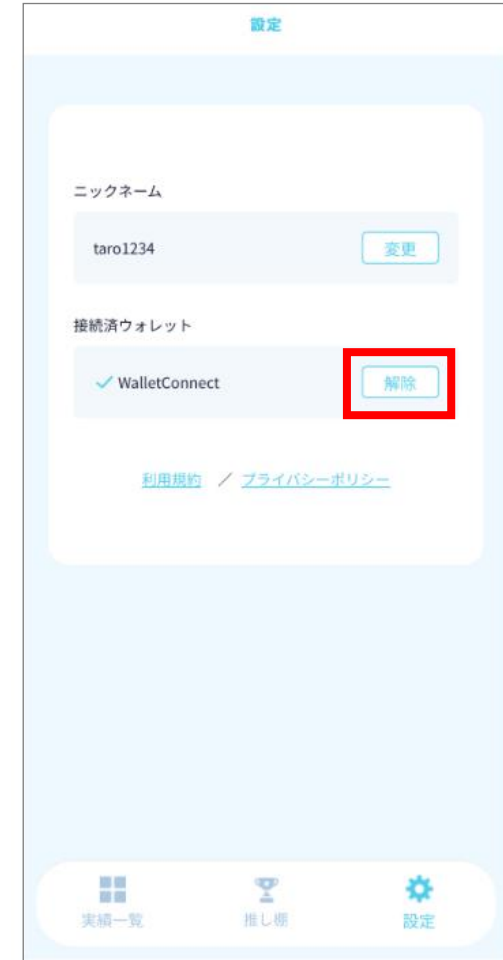 設定
ニックネーム
taro1234
変更
接続済ウォレット
WalletConnect
解除
利用規約 ／ プライバシーポリシー
実績一覧
推し棚
設定